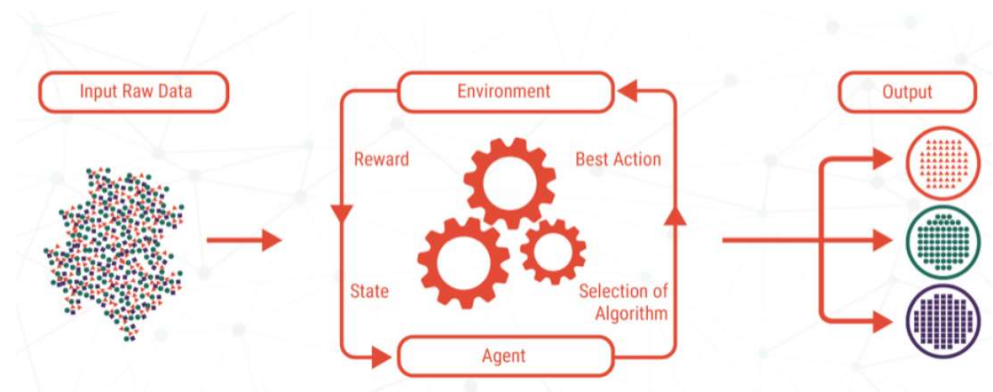 Input Raw Data
Environment
Output
Reward
Best Action
State
Selection of
Algorithm
Agent